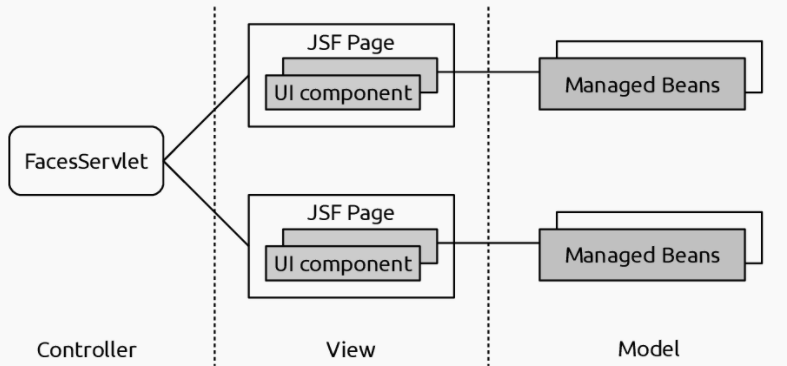 JSF Page
UI component
Managed Beans
FacesServlet
JSF Page
UI component
Managed Beans
Controller
View
Model